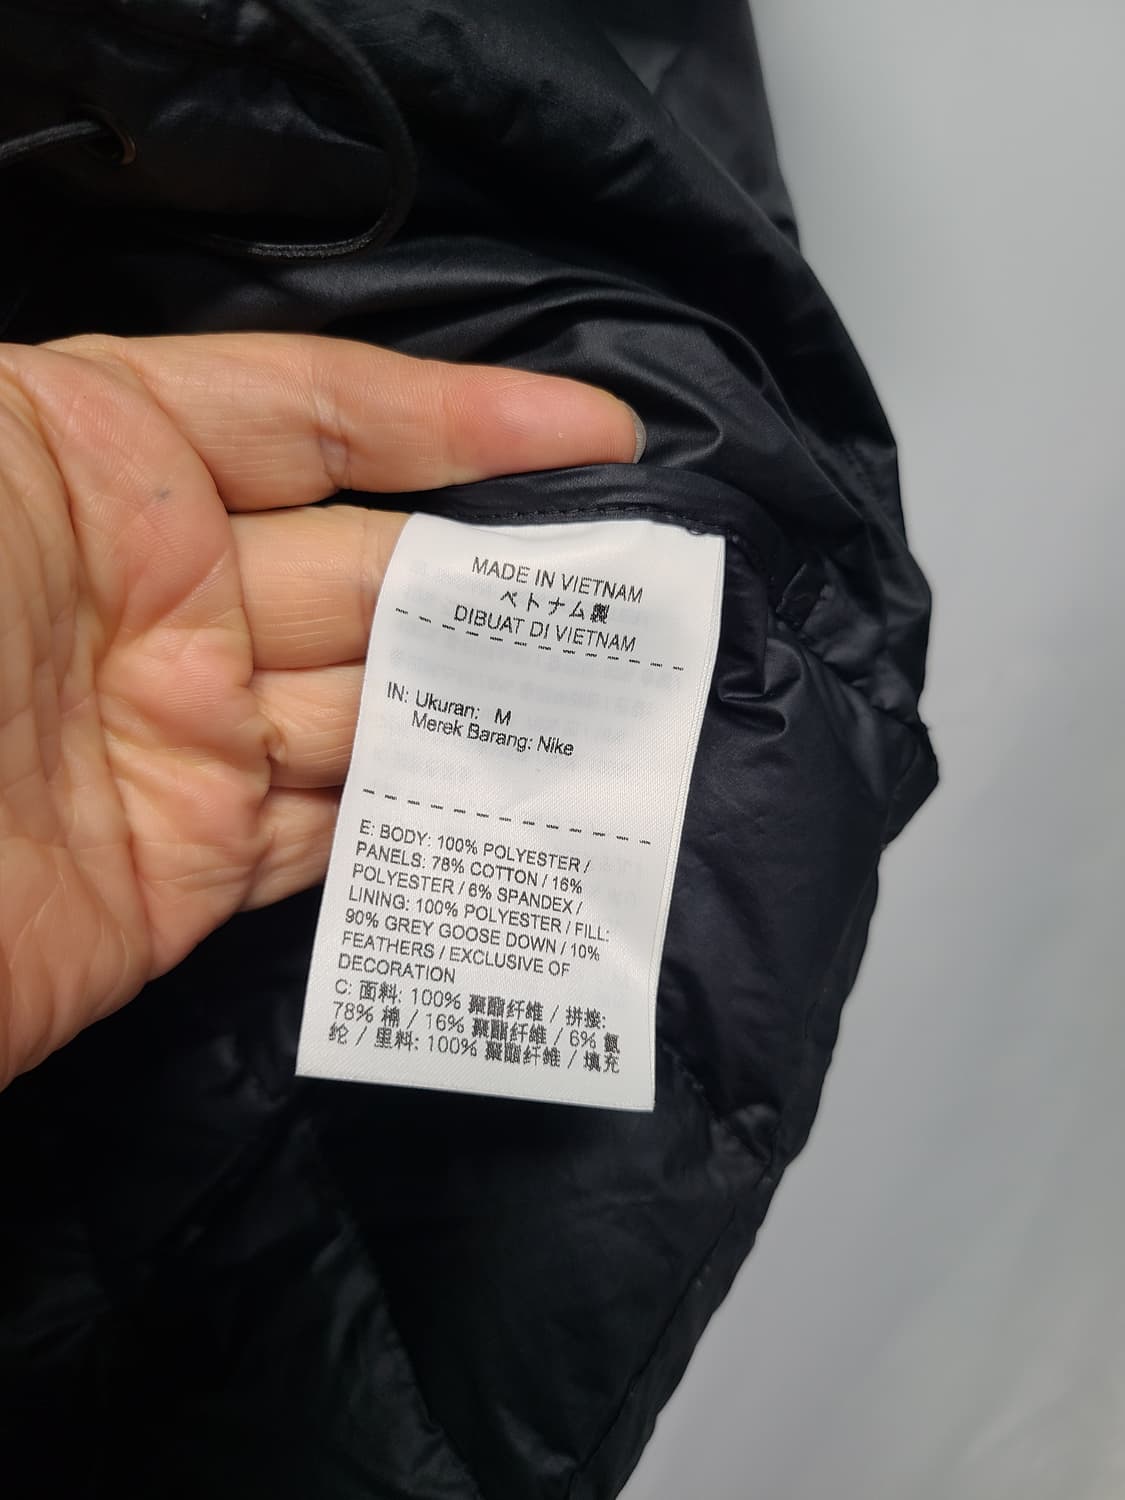 MADE IN VIETNAM
ベトナム製
DIBUAT DI VIETNAM
IN: Ukuran: M
Merek Barang: Nike
E: BODY: 100% POLYESTER /
PANELS: 78% COTTON / 16%
POLYESTER / 6% SPANDEX /
LINING: 100% POLYESTER / FILL:
90% GREY GOOSE DOWN / 10%
FEATHERS / EXCLUSIVE OF
DECORATION
C: 面料: 100% 聚酯纤维 / 拼接:
78% 棉 / 16% 聚酯纤维 / 6% 氨
纶 / 里料: 100% 聚酯纤维 / 填充